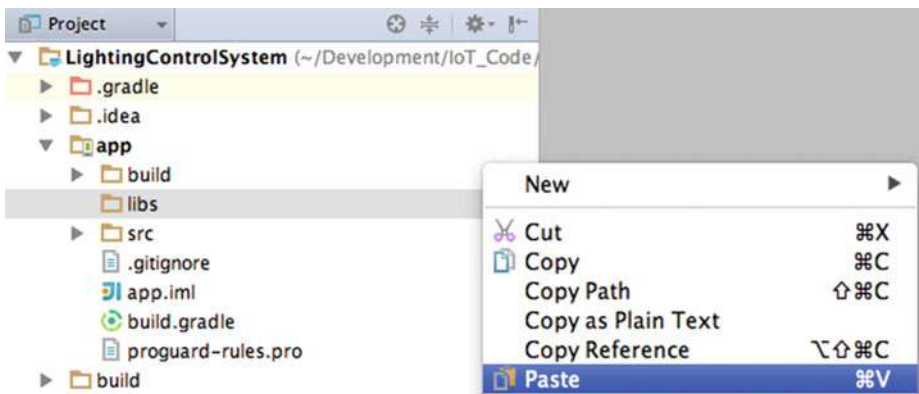 Project
LightingControlSystem (~/Development/IoT_Code/
.gradle
.idea
app
build
libs
src
.gitignore
app.iml
build.gradle
proguard-rules.pro
build
New
Cut ⌘X
Copy ⌘C
Copy Path ⇧⌘C
Copy as Plain Text
Copy Reference ⌥⇧⌘C
Paste ⌘V